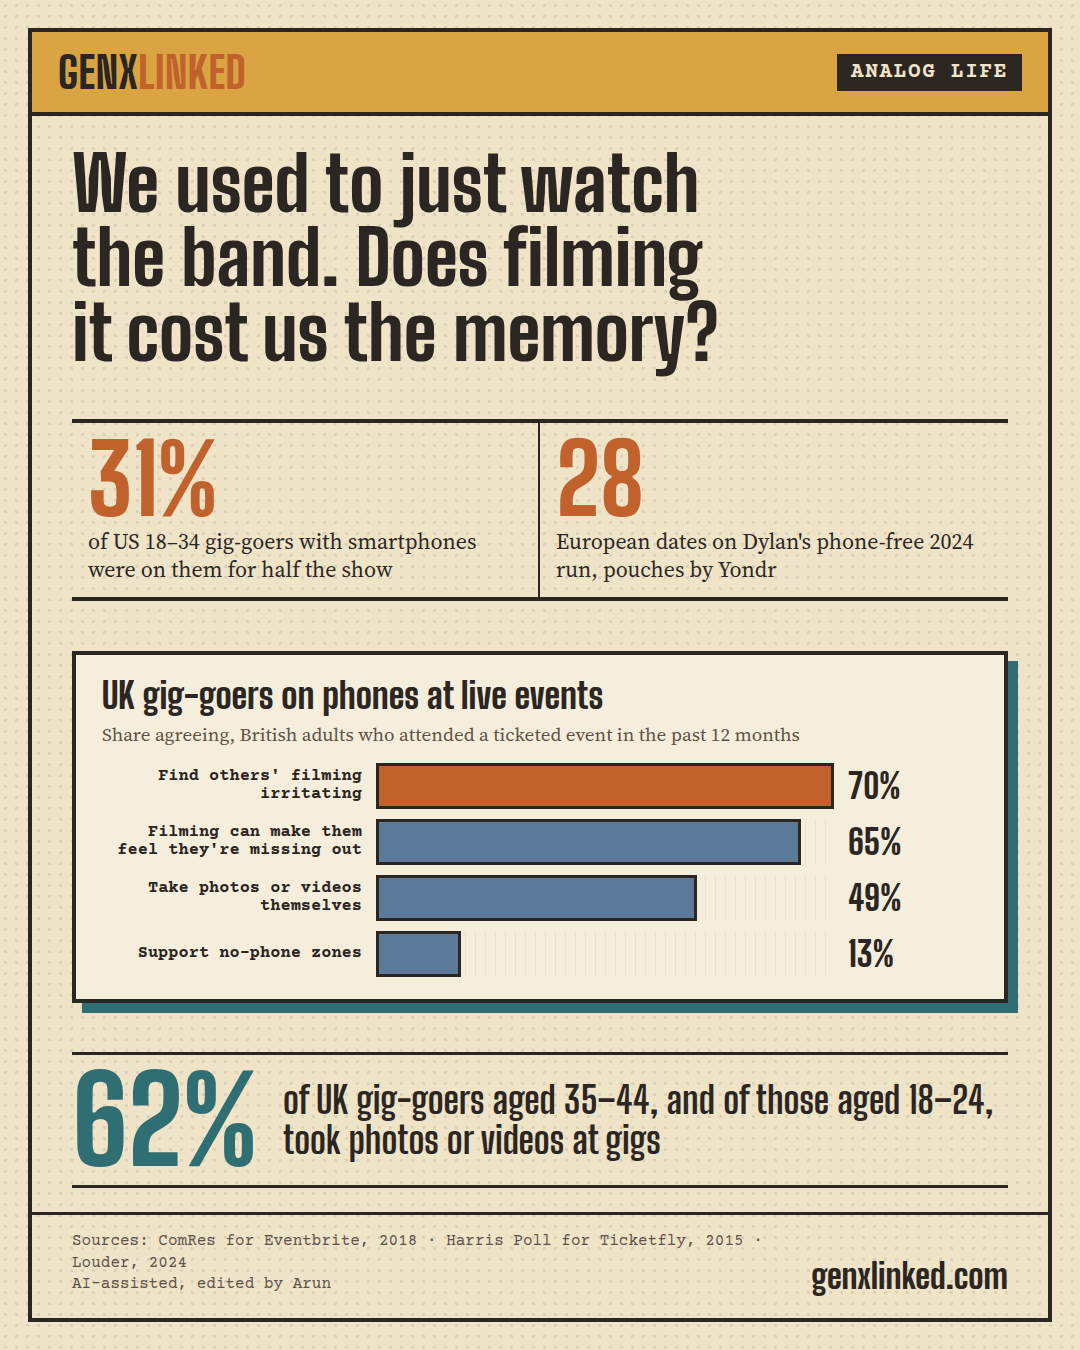 GENXLINKED
ANALOG LIFE
We used to just watch
the band. Does filming
it cost us the memory?
31%
of US 18–34 gig-goers with smartphones
were on them for half the show
28
European dates on Dylan's phone-free 2024
run, pouches by Yondr
UK gig-goers on phones at live events
Share agreeing, British adults who attended a ticketed event in the past 12 months
Find others' filming
irritating
70%
Filming can make them
feel they're missing out
65%
Take photos or videos
themselves
49%
Support no-phone zones
13%
62%
of UK gig-goers aged 35–44, and of those aged 18–24,
took photos or videos at gigs
Sources: ComRes for Eventbrite, 2018 · Harris Poll for Ticketfly, 2015 ·
Louder, 2024
AI-assisted, edited by Arun
genxlinked.com